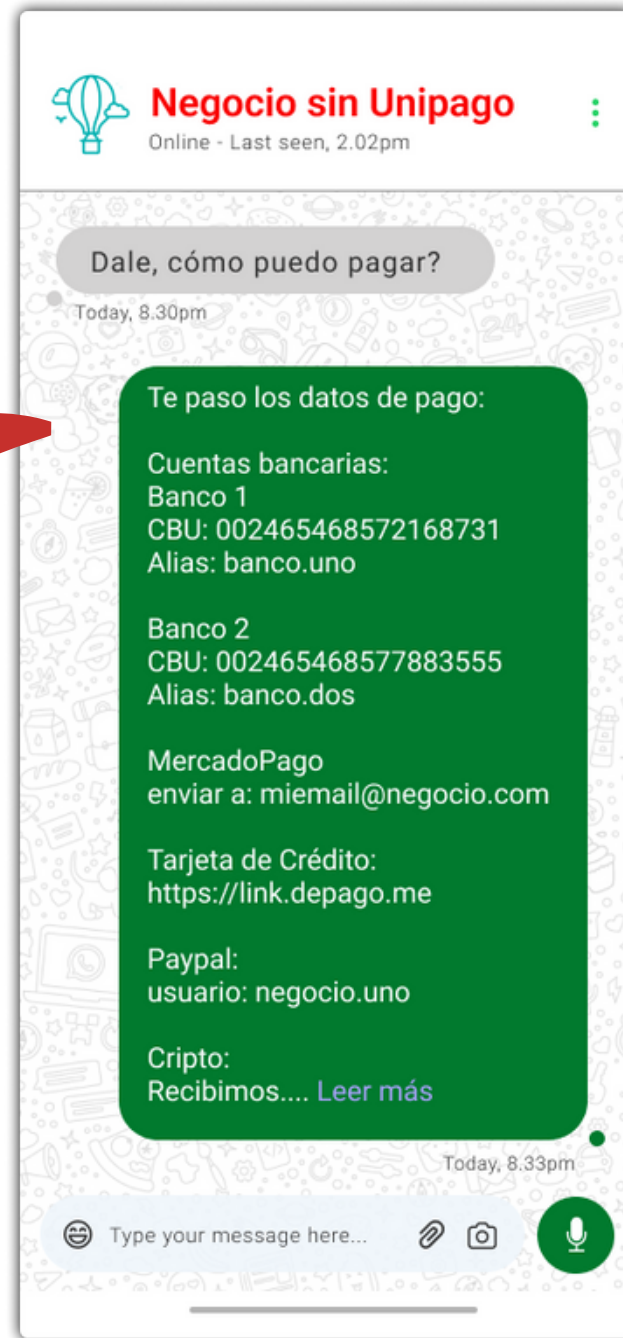 Negocio sin Unipago
Online - Last seen, 2.02pm
Dale, cómo puedo pagar?
Today, 8.30pm
Te paso los datos de pago:
Cuentas bancarias:
Banco 1
CBU: 002465468572168731
Alias: banco.uno
Banco 2
CBU: 002465468577883555
Alias: banco.dos
MercadoPago
enviar a: miemail@negocio.com
Tarjeta de Crédito:
https://link.depago.me
Paypal:
usuario: negocio.uno
Cripto:
Recibimos.... Leer más
Today, 8.33pm
Type your message here...